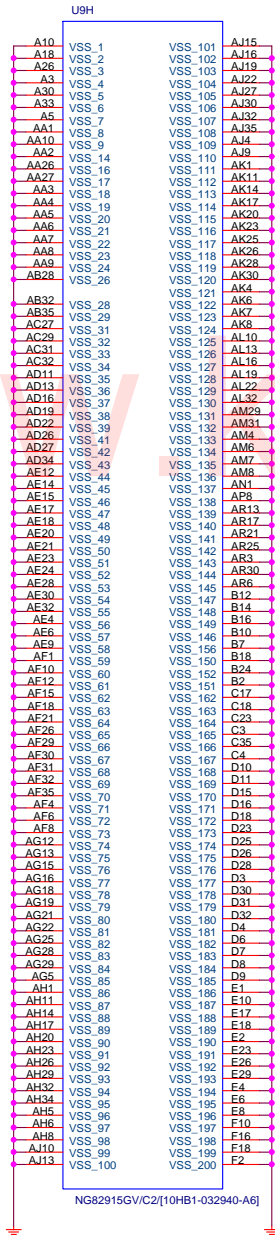 U9H
A10 VSS_1 VSS_101 AJ15
A18 VSS_2 VSS_102 AJ16
A26 VSS_3 VSS_103 AJ19
A3 VSS_4 VSS_104 AJ22
A30 VSS_5 VSS_105 AJ27
A33 VSS_6 VSS_106 AJ30
A5 VSS_7 VSS_107 AJ32
AA1 VSS_8 VSS_108 AJ35
AA10 VSS_9 VSS_109 AJ4
AA2 VSS_14 VSS_110 AJ9
AA26 VSS_16 VSS_111 AK1
AA27 VSS_17 VSS_112 AK11
AA3 VSS_18 VSS_113 AK14
AA4 VSS_19 VSS_114 AK17
AA5 VSS_20 VSS_115 AK20
AA6 VSS_21 VSS_116 AK23
AA7 VSS_22 VSS_117 AK25
AA8 VSS_23 VSS_118 AK26
AA9 VSS_24 VSS_119 AK28
AB28 VSS_26 VSS_120 AK30
VSS_121 AK4
AB32 VSS_28 VSS_122 AK6
AB35 VSS_29 VSS_123 AK7
AC27 VSS_31 VSS_124 AK8
AC29 VSS_32 VSS_125 AL10
AC31 VSS_33 VSS_126 AL13
AC32 VSS_34 VSS_127 AL16
AD11 VSS_35 VSS_128 AL19
AD13 VSS_36 VSS_129 AL22
AD16 VSS_37 VSS_130 AL32
AD19 VSS_38 VSS_131 AM29
AD22 VSS_39 VSS_132 AM31
AD26 VSS_41 VSS_133 AM4
AD27 VSS_42 VSS_134 AM6
AD34 VSS_43 VSS_135 AM7
AE12 VSS_44 VSS_136 AM8
AE14 VSS_45 VSS_137 AN1
AE15 VSS_46 VSS_138 AP8
AE17 VSS_47 VSS_139 AR13
AE18 VSS_48 VSS_140 AR17
AE20 VSS_49 VSS_141 AR21
AE21 VSS_50 VSS_142 AR25
AE23 VSS_51 VSS_143 AR3
AE24 VSS_52 VSS_144 AR30
AE28 VSS_53 VSS_145 AR6
AE30 VSS_54 VSS_147 B12
AE32 VSS_55 VSS_148 B14
AE4 VSS_56 VSS_149 B16
AE6 VSS_57 VSS_146 B10
AE9 VSS_58 VSS_156 B7
AF1 VSS_59 VSS_150 B18
AF10 VSS_60 VSS_152 B24
AF12 VSS_61 VSS_151 B2
AF15 VSS_62 VSS_162 C17
AF18 VSS_63 VSS_163 C18
AF21 VSS_64 VSS_164 C23
AF26 VSS_65 VSS_165 C3
AF29 VSS_66 VSS_166 C35
AF30 VSS_67 VSS_167 C4
AF31 VSS_68 VSS_168 D10
AF32 VSS_69 VSS_169 D11
AF35 VSS_70 VSS_170 D15
AF4 VSS_71 VSS_171 D16
AF6 VSS_72 VSS_172 D18
AF8 VSS_73 VSS_173 D23
AG12 VSS_74 VSS_174 D25
AG13 VSS_75 VSS_175 D26
AG15 VSS_76 VSS_176 D28
AG16 VSS_77 VSS_177 D3
AG18 VSS_78 VSS_178 D30
AG19 VSS_79 VSS_179 D31
AG21 VSS_80 VSS_180 D32
AG22 VSS_81 VSS_181 D4
AG25 VSS_82 VSS_182 D6
AG28 VSS_83 VSS_183 D7
AG29 VSS_84 VSS_184 D8
AG5 VSS_85 VSS_185 D9
AH1 VSS_86 VSS_186 E1
AH11 VSS_87 VSS_187 E10
AH14 VSS_88 VSS_188 E17
AH17 VSS_89 VSS_189 E18
AH20 VSS_90 VSS_190 E2
AH23 VSS_91 VSS_191 E23
AH26 VSS_92 VSS_192 E26
AH29 VSS_93 VSS_193 E29
AH32 VSS_94 VSS_194 E4
AH34 VSS_95 VSS_195 E6
AH5 VSS_96 VSS_196 E8
AH6 VSS_97 VSS_197 F10
AH8 VSS_98 VSS_198 F16
AJ10 VSS_99 VSS_199 F18
AJ13 VSS_100 VSS_200 F2
NG82915GV/C2/[10HB1-032940-A6]